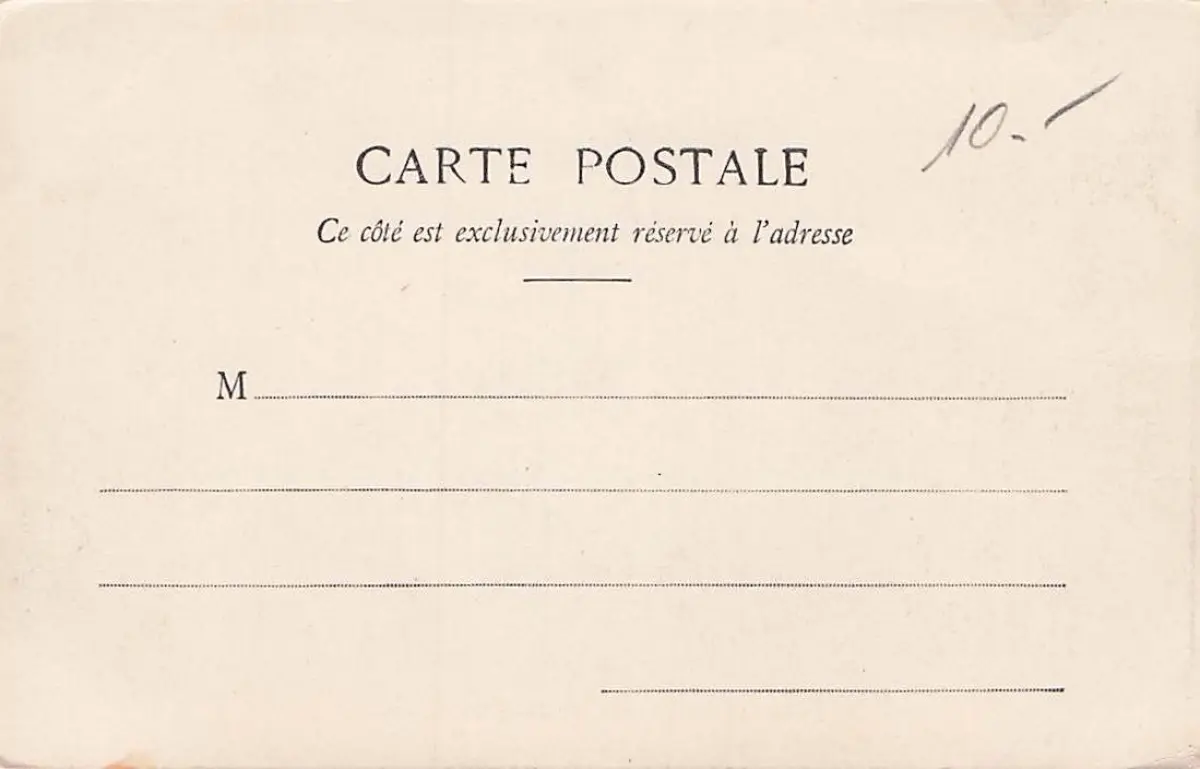 10.-
CARTE POSTALE
Ce côté est exclusivement réservé à l'adresse
M